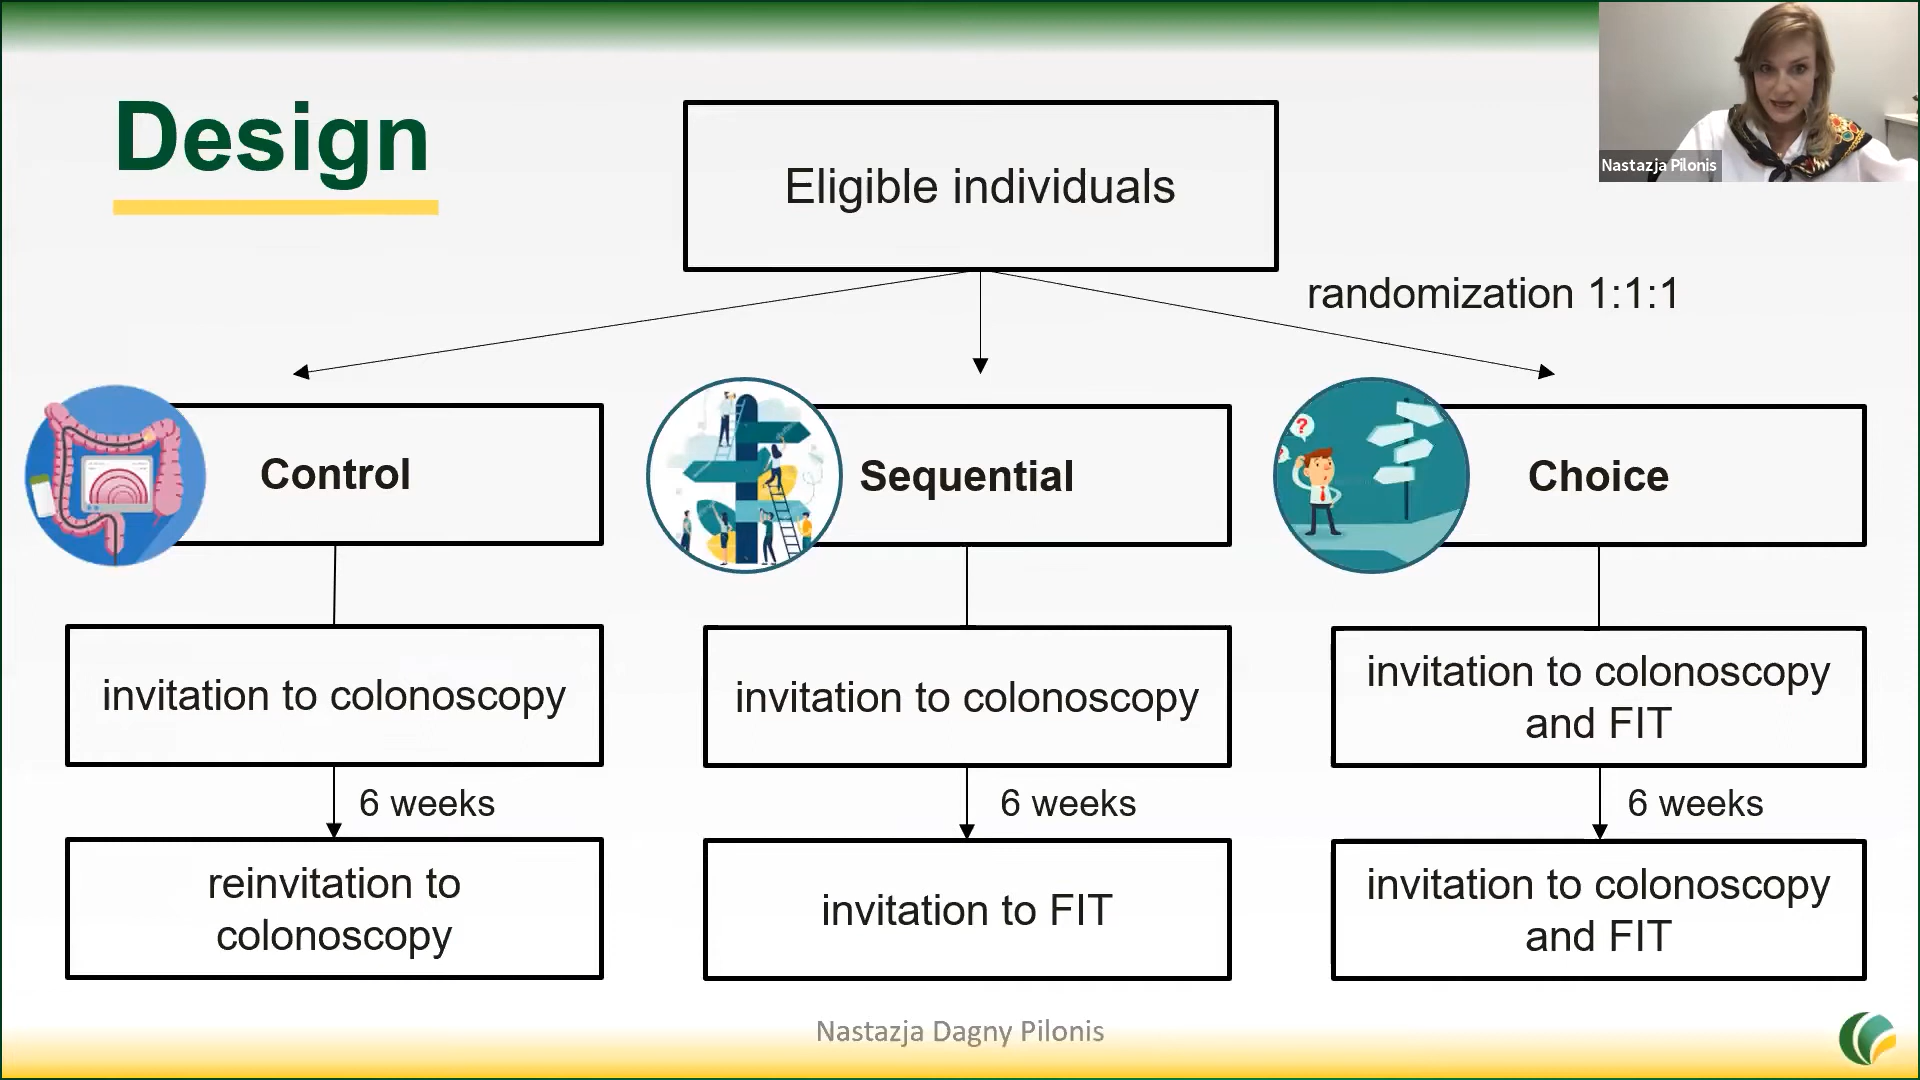 Design
Eligible individuals
Nastazja Pilonis
randomization 1:1:1
Control
Sequential
Choice
invitation to colonoscopy
invitation to colonoscopy
invitation to colonoscopy
and FIT
6 weeks
6 weeks
6 weeks
reinvitation to
colonoscopy
invitation to FIT
invitation to colonoscopy
and FIT
Nastazja Dagny Pilonis